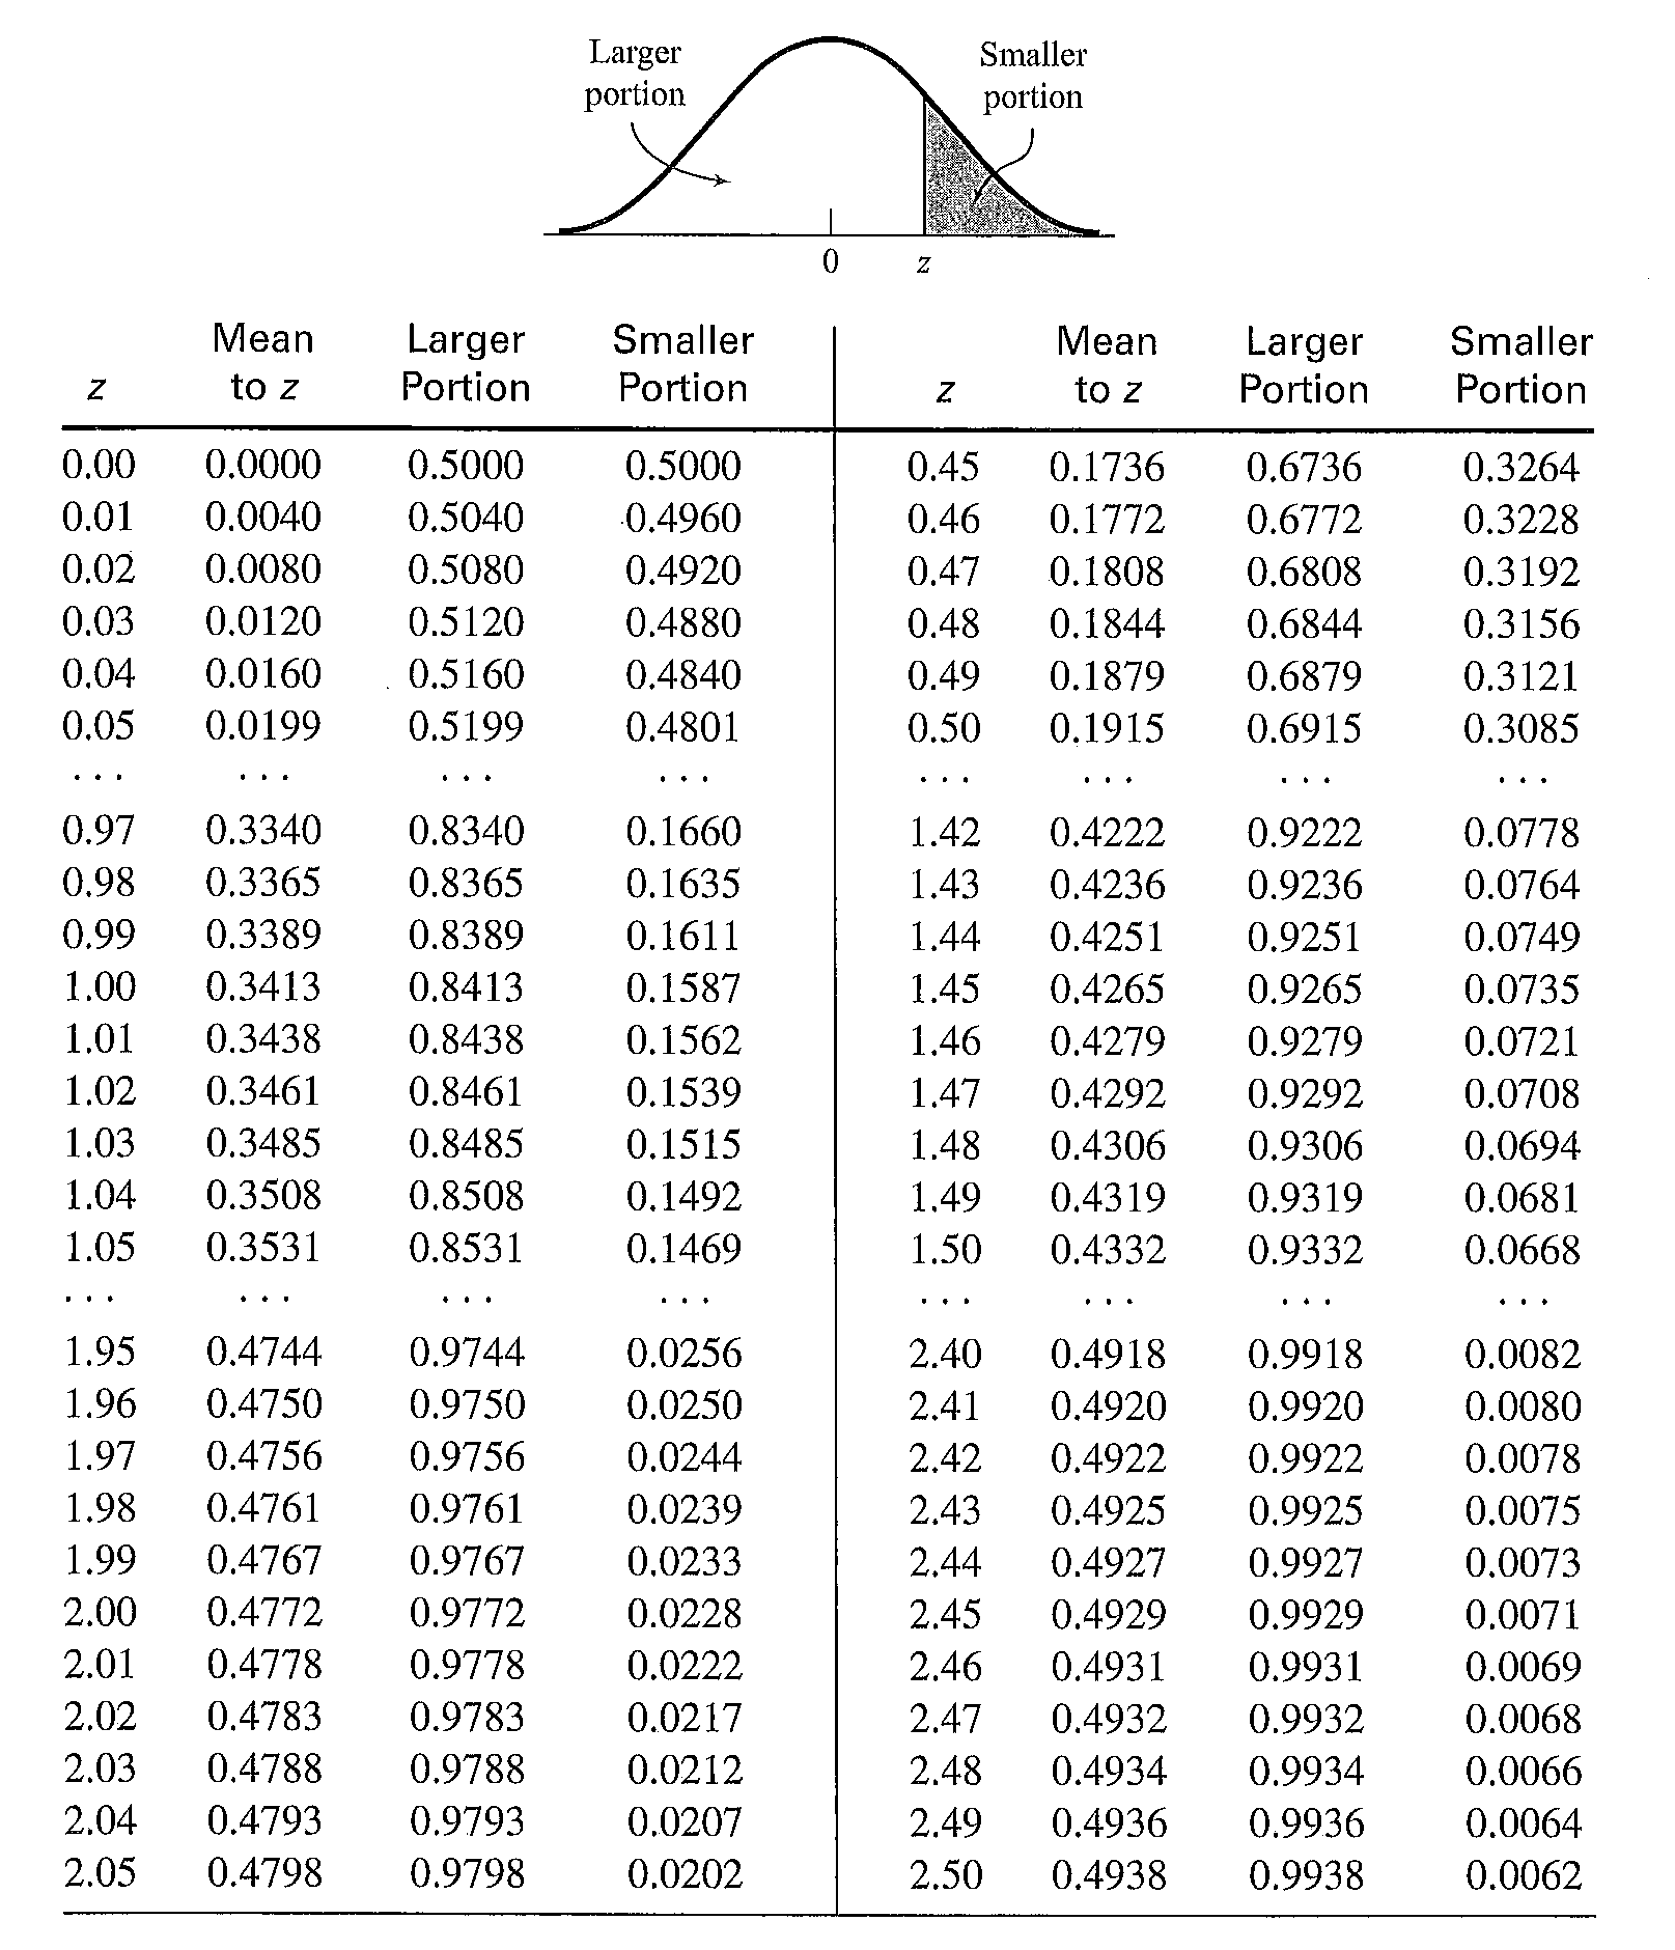 Larger
portion
Smaller
portion
0 z
z Mean to z Larger Portion Smaller Portion z Mean to z Larger Portion Smaller Portion
0.00 0.0000 0.5000 0.5000 0.45 0.1736 0.6736 0.3264
0.01 0.0040 0.5040 0.4960 0.46 0.1772 0.6772 0.3228
0.02 0.0080 0.5080 0.4920 0.47 0.1808 0.6808 0.3192
0.03 0.0120 0.5120 0.4880 0.48 0.1844 0.6844 0.3156
0.04 0.0160 0.5160 0.4840 0.49 0.1879 0.6879 0.3121
0.05 0.0199 0.5199 0.4801 0.50 0.1915 0.6915 0.3085
... ... ... ... ... ... ... ...
0.97 0.3340 0.8340 0.1660 1.42 0.4222 0.9222 0.0778
0.98 0.3365 0.8365 0.1635 1.43 0.4236 0.9236 0.0764
0.99 0.3389 0.8389 0.1611 1.44 0.4251 0.9251 0.0749
1.00 0.3413 0.8413 0.1587 1.45 0.4265 0.9265 0.0735
1.01 0.3438 0.8438 0.1562 1.46 0.4279 0.9279 0.0721
1.02 0.3461 0.8461 0.1539 1.47 0.4292 0.9292 0.0708
1.03 0.3485 0.8485 0.1515 1.48 0.4306 0.9306 0.0694
1.04 0.3508 0.8508 0.1492 1.49 0.4319 0.9319 0.0681
1.05 0.3531 0.8531 0.1469 1.50 0.4332 0.9332 0.0668
... ... ... ... ... ... ... ...
1.95 0.4744 0.9744 0.0256 2.40 0.4918 0.9918 0.0082
1.96 0.4750 0.9750 0.0250 2.41 0.4920 0.9920 0.0080
1.97 0.4756 0.9756 0.0244 2.42 0.4922 0.9922 0.0078
1.98 0.4761 0.9761 0.0239 2.43 0.4925 0.9925 0.0075
1.99 0.4767 0.9767 0.0233 2.44 0.4927 0.9927 0.0073
2.00 0.4772 0.9772 0.0228 2.45 0.4929 0.9929 0.0071
2.01 0.4778 0.9778 0.0222 2.46 0.4931 0.9931 0.0069
2.02 0.4783 0.9783 0.0217 2.47 0.4932 0.9932 0.0068
2.03 0.4788 0.9788 0.0212 2.48 0.4934 0.9934 0.0066
2.04 0.4793 0.9793 0.0207 2.49 0.4936 0.9936 0.0064
2.05 0.4798 0.9798 0.0202 2.50 0.4938 0.9938 0.0062